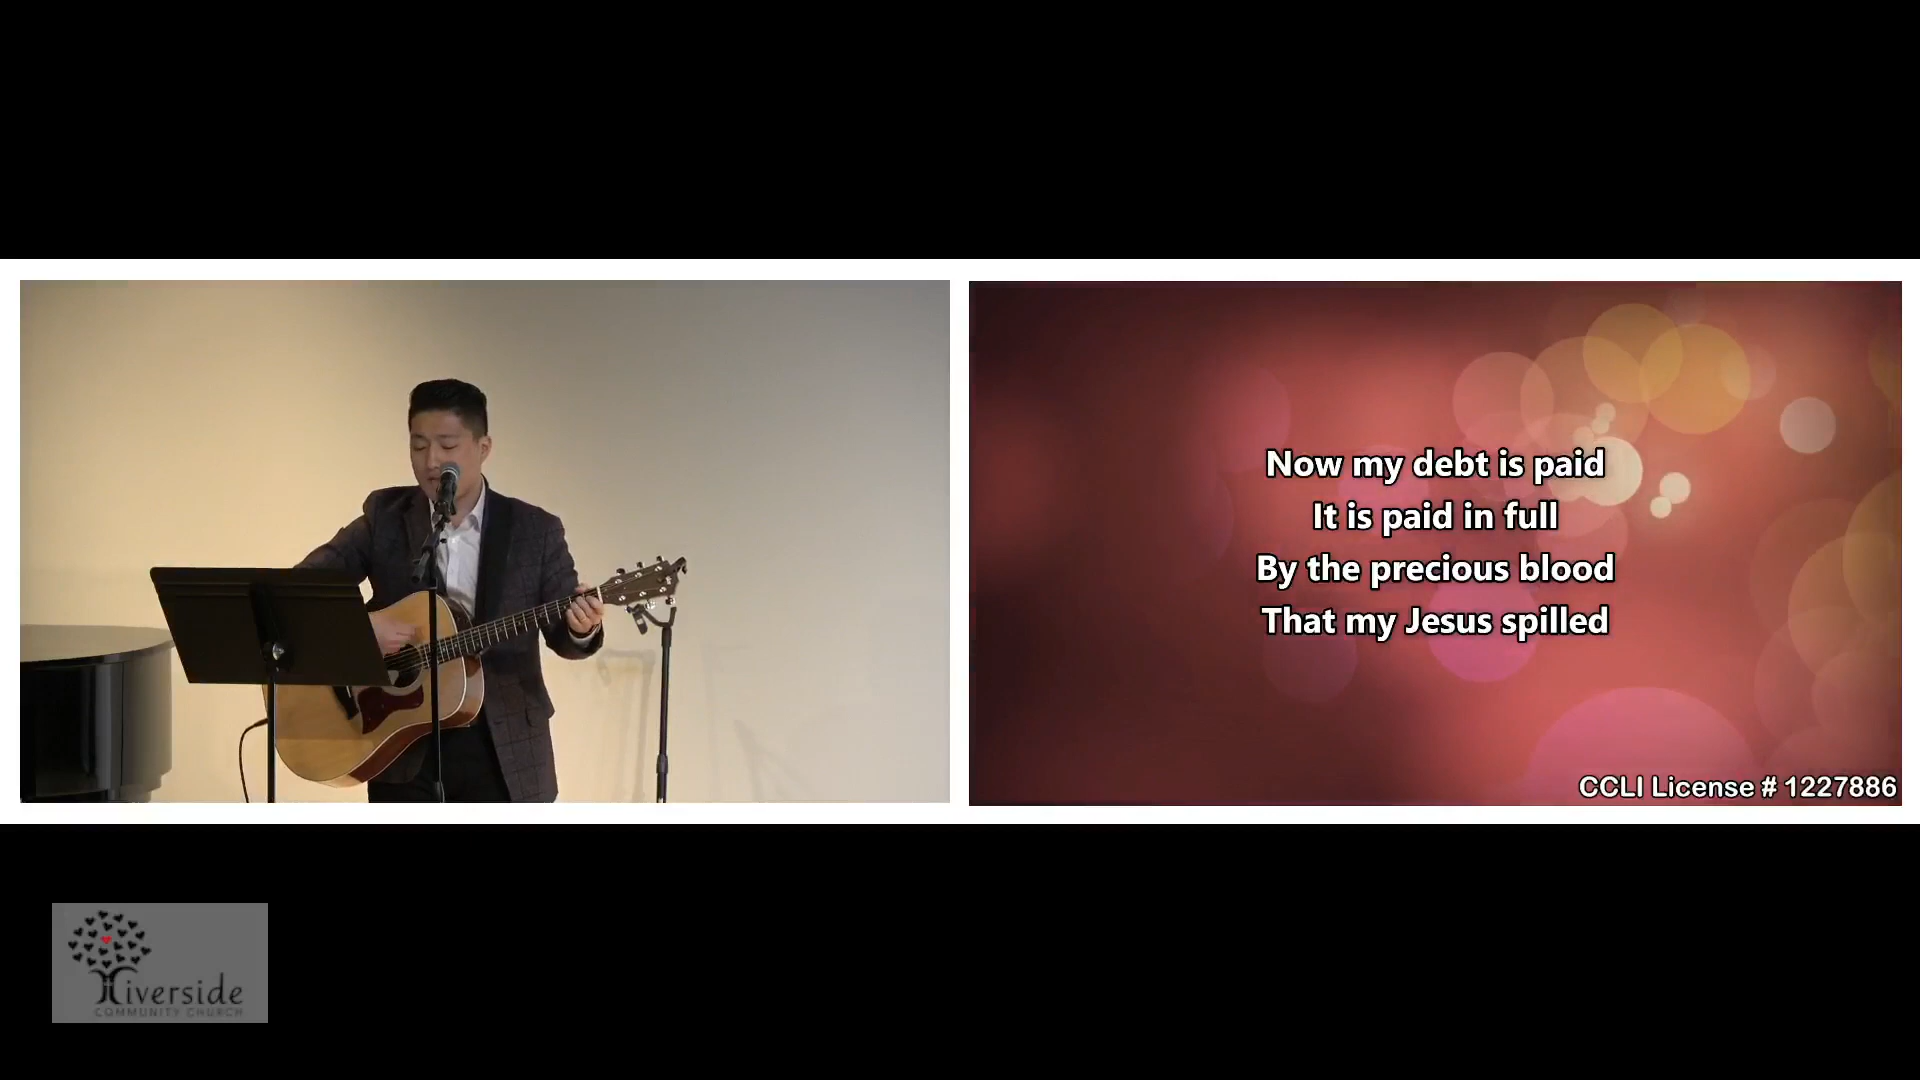 Now my debt is paid
It is paid in full
By the precious blood
That my Jesus spilled
CCLI License # 1227886
Riverside
COMMUNITY CHURCH